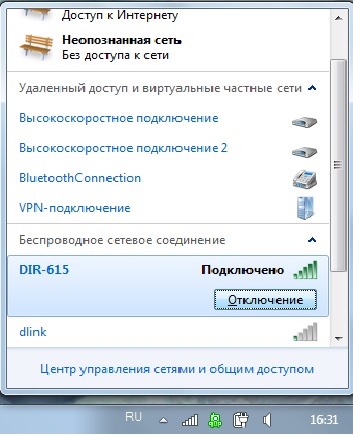 Доступ к Интернету
Неопознанная сеть
Без доступа к сети
Удаленный доступ и виртуальные частные сети
Высокоскоростное подключение
Высокоскоростное подключение 2
BluetoothConnection
VPN-подключение
Беспроводное сетевое соединение
DIR-615 Подключено
Отключение
dlink
Центр управления сетями и общим доступом
RU 16:31